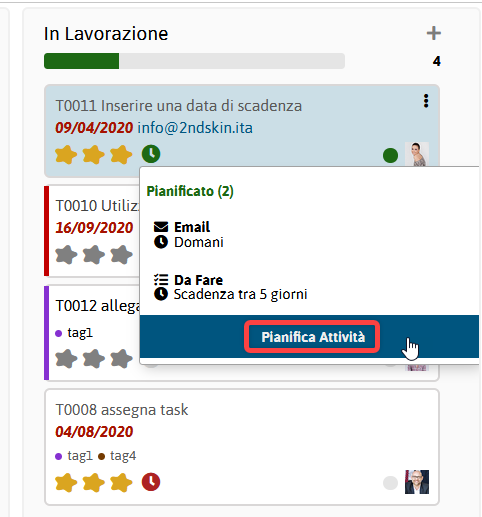 In Lavorazione
4
T0011 Inserire una data di scadenza
09/04/2020 info@2ndskin.ita
Pianificato (2)
Email
Domani
Da Fare
Scadenza tra 5 giorni
Pianifica Attività
T0010 Utiliz
16/09/2020
T0012 allega
tag1
T0008 assegna task
04/08/2020
tag1 tag4